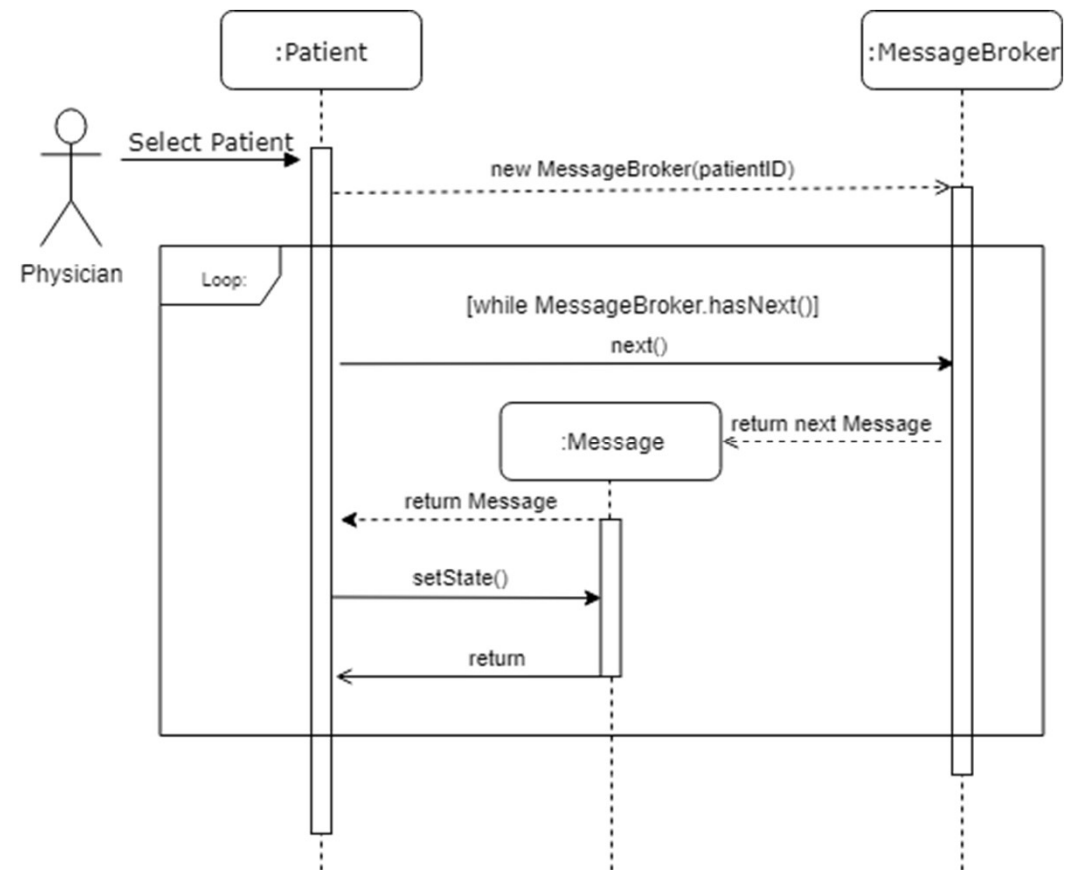 :Patient
:MessageBroker
Select Patient
new MessageBroker(patientID)
Physician
Loop:
[while MessageBroker.hasNext()]
next()
return next Message
:Message
return Message
setState()
return